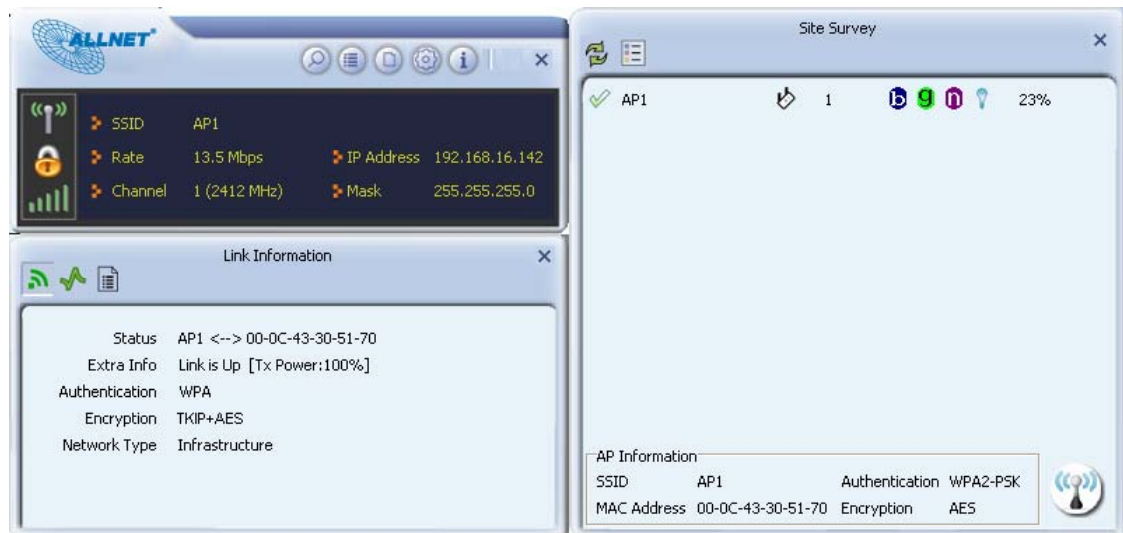 ALLNET
SSID AP1
Rate 13.5 Mbps IP Address 192.168.16.142
Channel 1 (2412 MHz) Mask 255.255.255.0
Link Information
Status AP1 <--> 00-0C-43-30-51-70
Extra Info Link is Up [Tx Power:100%]
Authentication WPA
Encryption TKIP+AES
Network Type Infrastructure
Site Survey
AP1 1 b g n 23%
AP Information
SSID AP1 Authentication WPA2-PSK
MAC Address 00-0C-43-30-51-70 Encryption AES